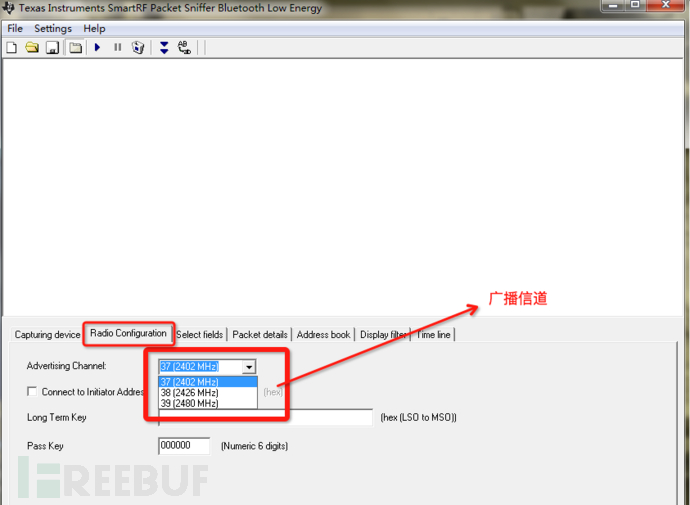 Texas Instruments SmartRF Packet Sniffer Bluetooth Low Energy
File Settings Help
广播信道
Capturing device Radio Configuration Select fields Packet details Address book Display filter Time line
Advertising Channel: 37 (2402 MHz)
37 (2402 MHz)
Connect to Initiator Addres 38 (2426 MHz) (hex)
39 (2480 MHz)
Long Term Key (hex (LSO to MSO))
Pass Key 000000 (Numeric 6 digits)
FREEBUF